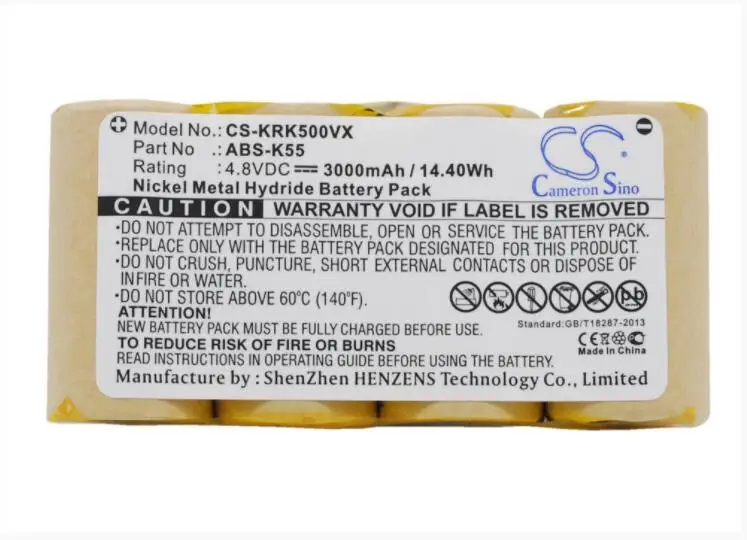 Model No.: CS-KRK500VX
Part No : ABS-K55
Rating : 4.8VDC 3000mAh / 14.40Wh
Nickel Metal Hydride Battery Pack
CS
Cameron Sino
CAUTION WARRANTY VOID IF LABEL IS REMOVED
•DO NOT ATTEMPT TO DISASSEMBLE, OPEN OR SERVICE THE BATTERY PACK.
•REPLACE ONLY WITH THE BATTERY PACK DESIGNATED FOR THIS PRODUCT.
•DO NOT CRUSH, PUNCTURE, SHORT EXTERNAL CONTACTS OR DISPOSE OF
INFIRE OR WATER.
•DO NOT STORE ABOVE 60°C (140°F).
ATTENTION!
NEW BATTERY PACK MUST BE FULLY CHARGED BEFORE FIRST USE.
TO REDUCE RISK OF FIRE OR BURNS
READ INSTRUCTIONS IN OPERATING GUIDE BEFORE USING THE BATTERY.
Manufacture by : ShenZhen HENZENS Technology Co., Limited
Pb
Standard:GB/T18287-2013
CE
Made In China